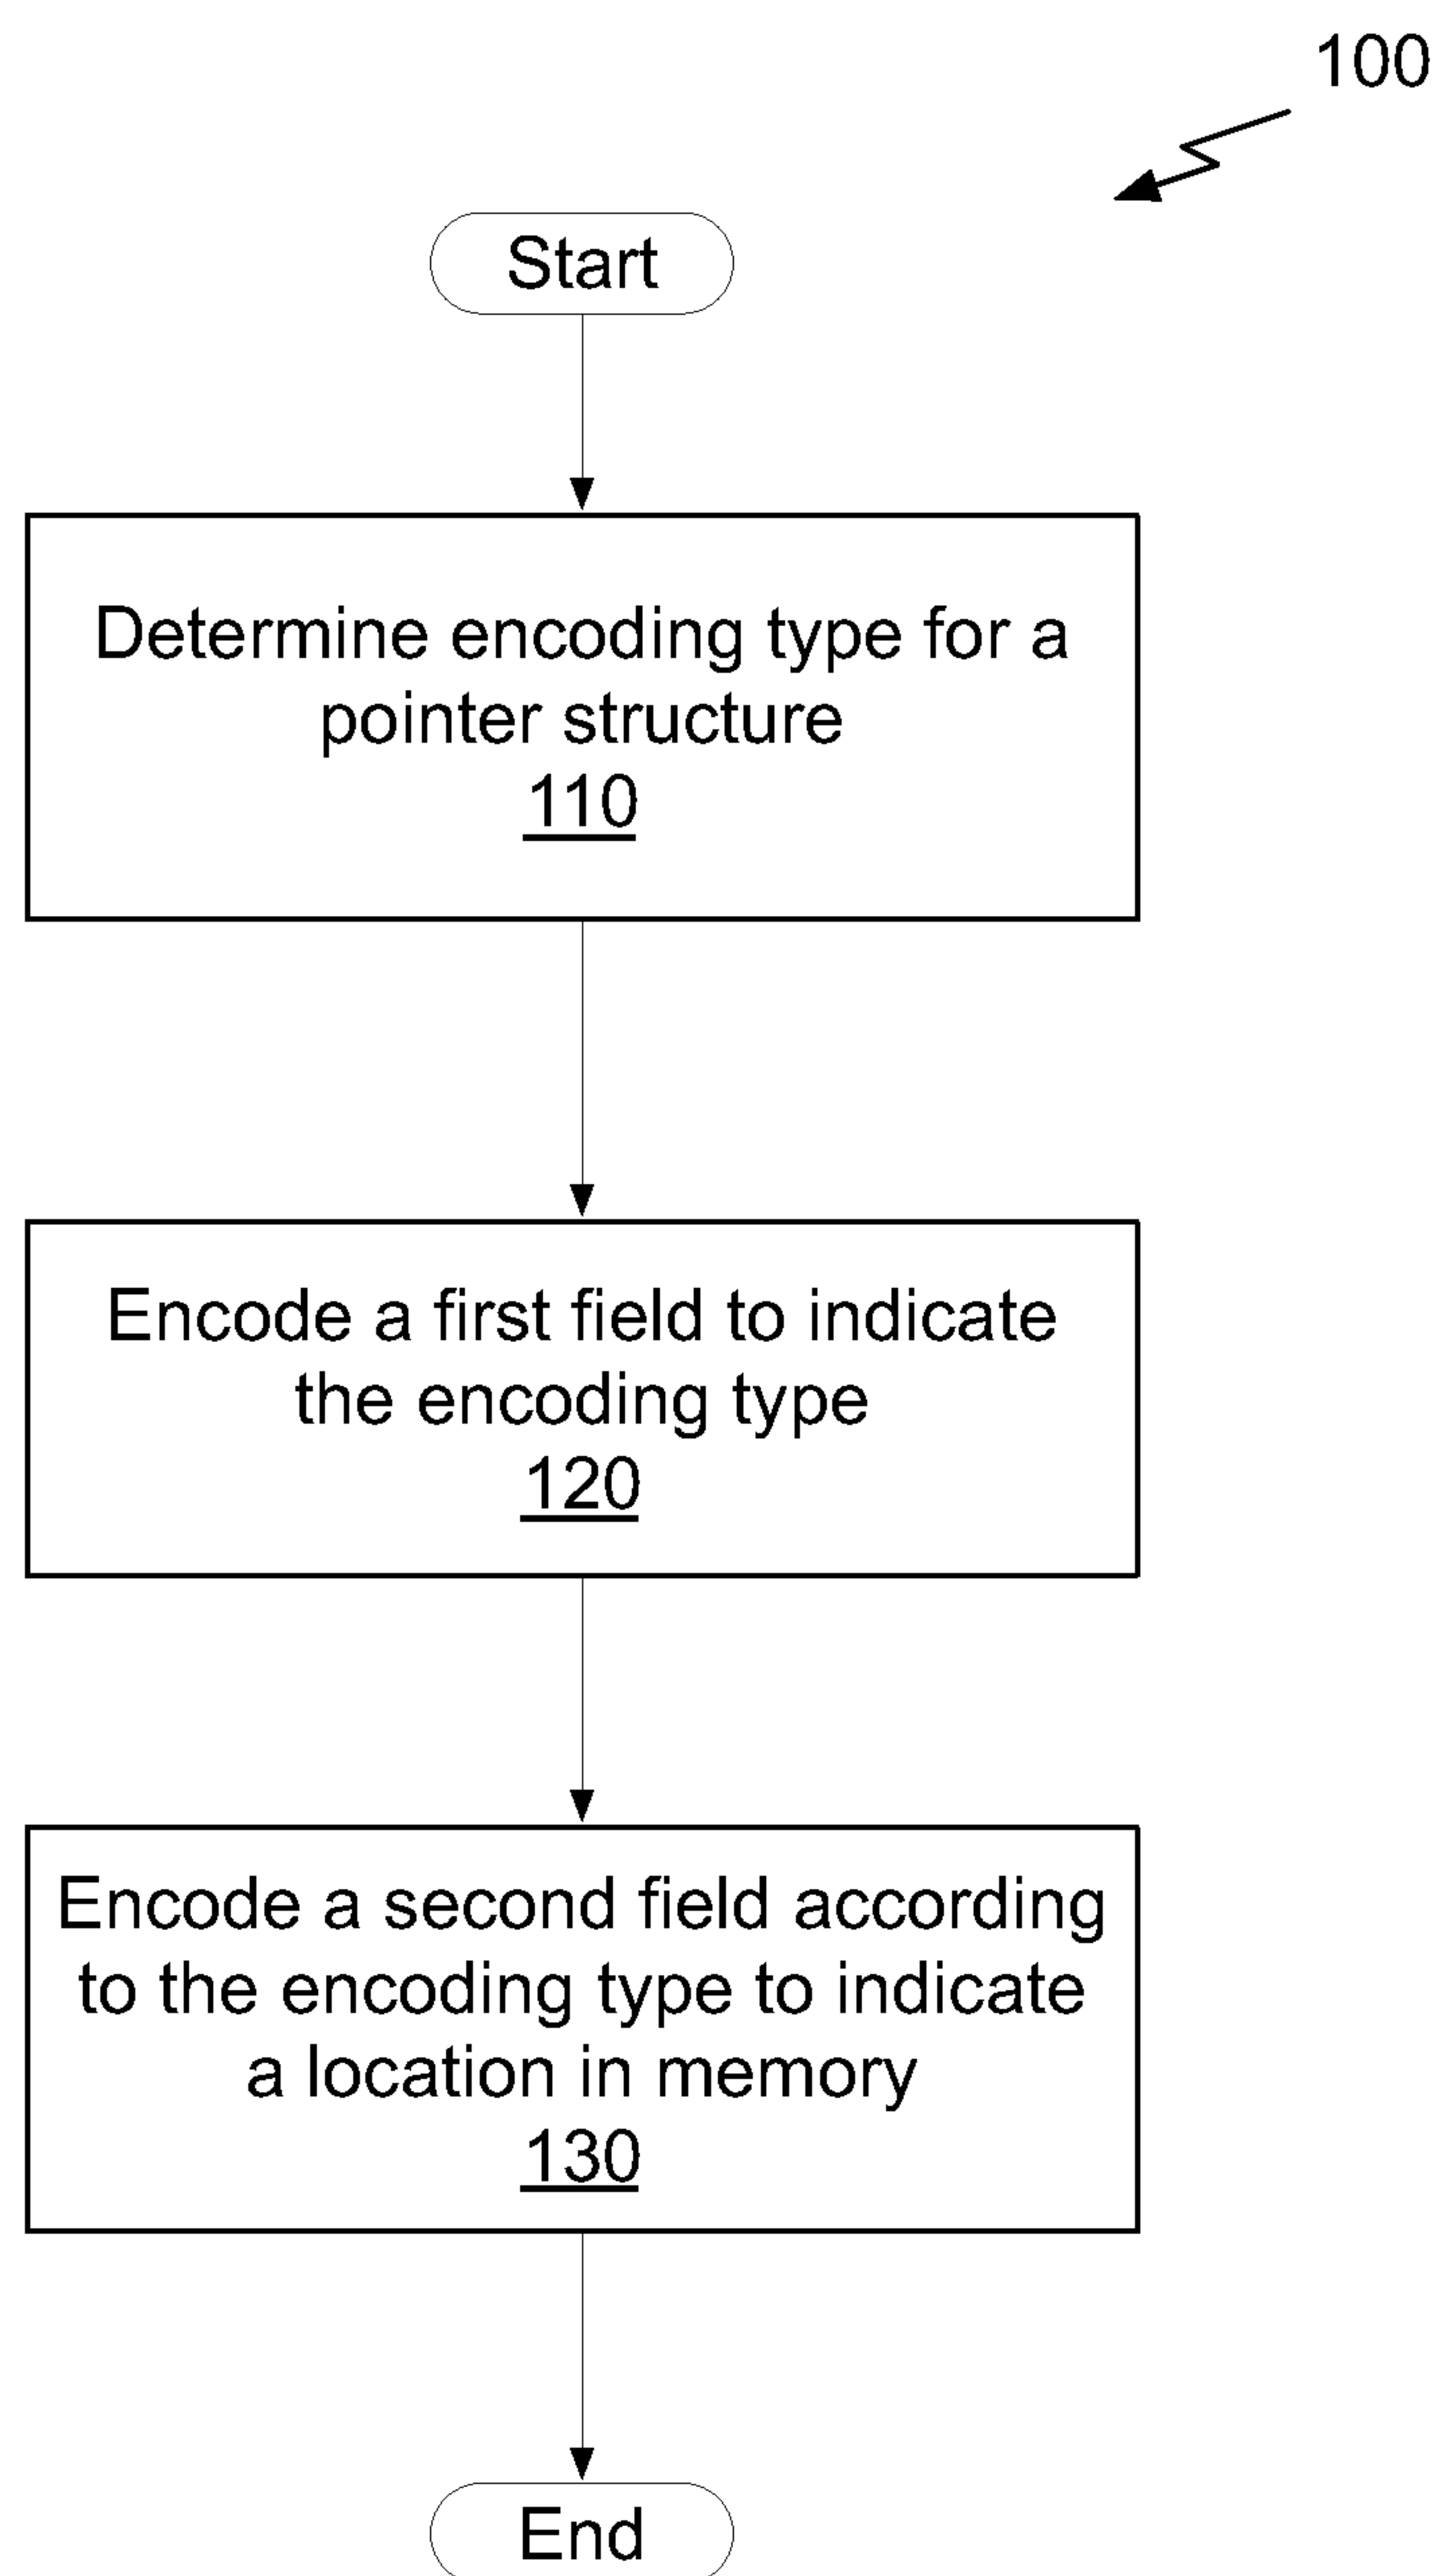 100
Start
Determine encoding type for a
pointer structure
110
Encode a first field to indicate
the encoding type
120
Encode a second field according
to the encoding type to indicate
a location in memory
130
End